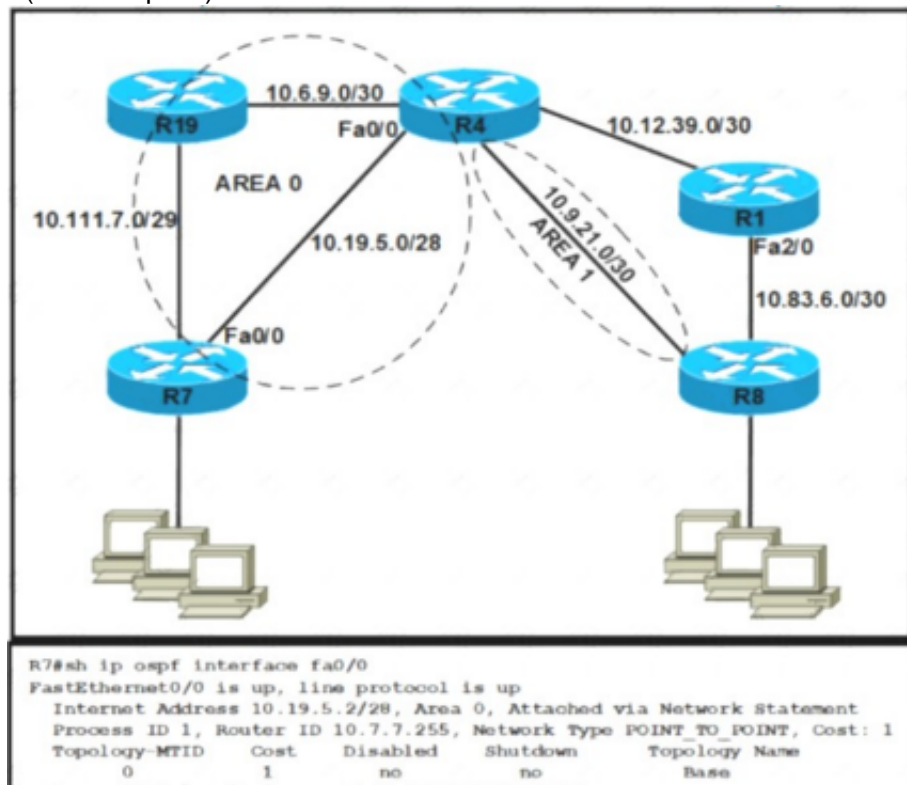 R19
10.6.9.0/30
R4
Fa0/0
10.12.39.0/30
AREA 0
R1
10.111.7.0/29
10.19.5.0/28
10.9.21.0/30
AREA 1
Fa2/0
10.83.6.0/30
Fa0/0
R7
R8
R7#sh ip ospf interface fa0/0
FastEthernet0/0 is up, line protocol is up
Internet Address 10.19.5.2/28, Area 0, Attached via Network Statement
Process ID 1, Router ID 10.7.7.255, Network Type POINT_TO_POINT, Cost: 1
Topology-MTID Cost Disabled Shutdown Topology Name
0 1 no no Base